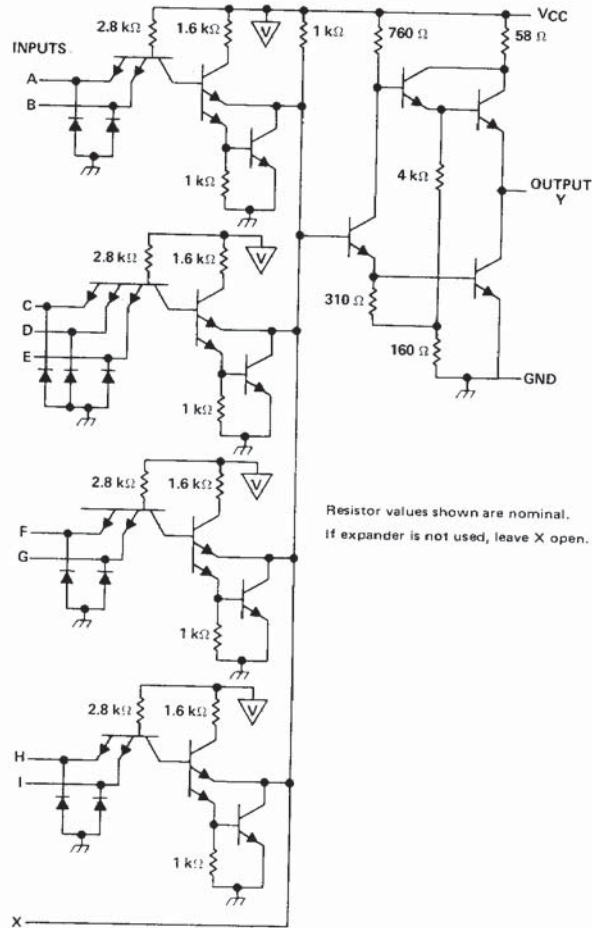 VCC
2.8 kΩ
1.6 kΩ
V
1 kΩ
760 Ω
58 Ω
INPUTS
A
B
1 kΩ
4 kΩ
OUTPUT
Y
2.8 kΩ
1.6 kΩ
V
C
D
E
310 Ω
160 Ω
GND
1 kΩ
2.8 kΩ
1.6 kΩ
V
Resistor values shown are nominal.
If expander is not used, leave X open.
F
G
1 kΩ
2.8 kΩ
1.6 kΩ
V
H
I
1 kΩ
X